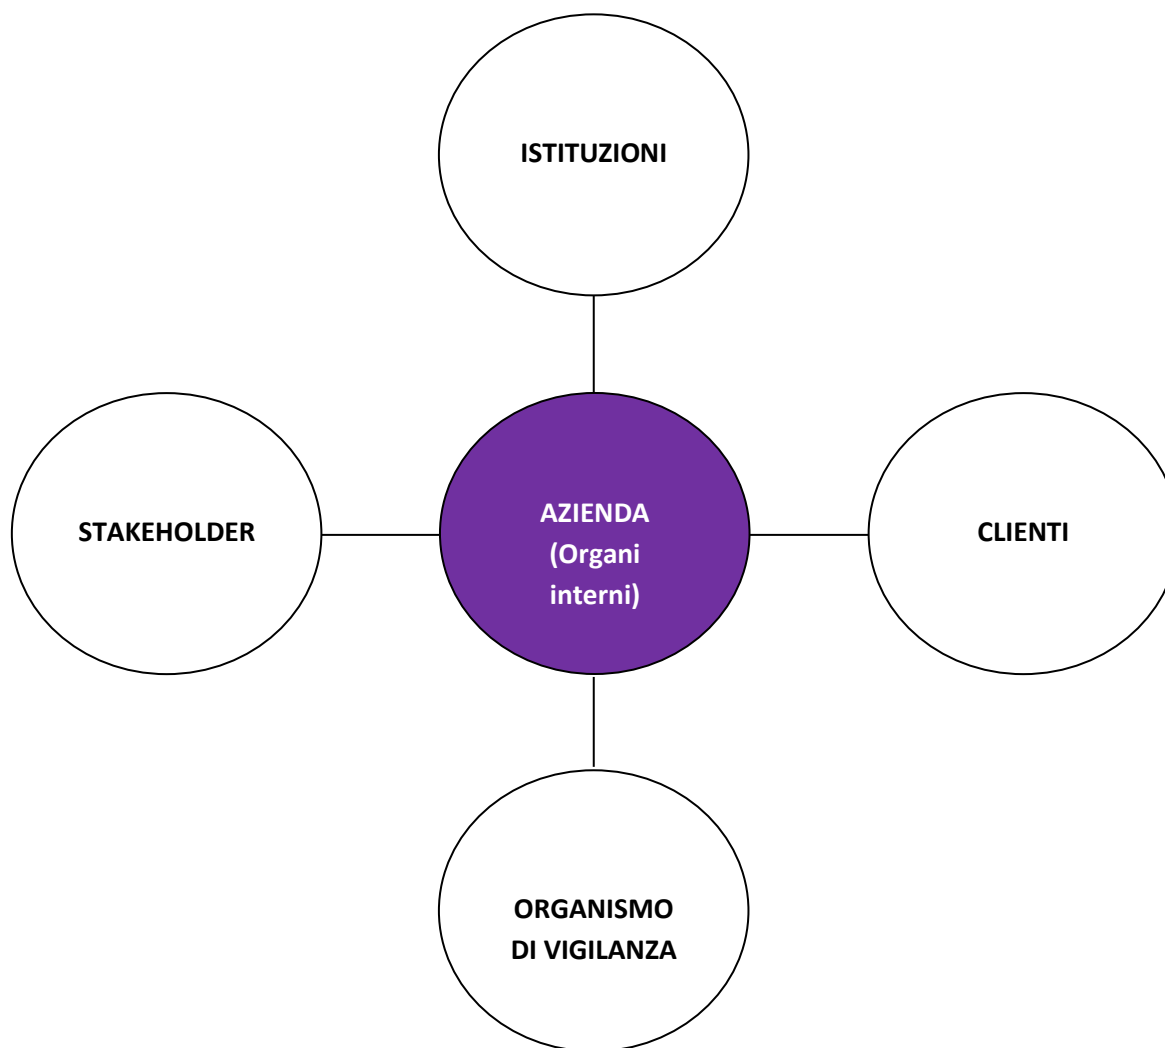 ISTITUZIONI
STAKEHOLDER
AZIENDA
(Organi
interni)
CLIENTI
ORGANISMO
DI VIGILANZA